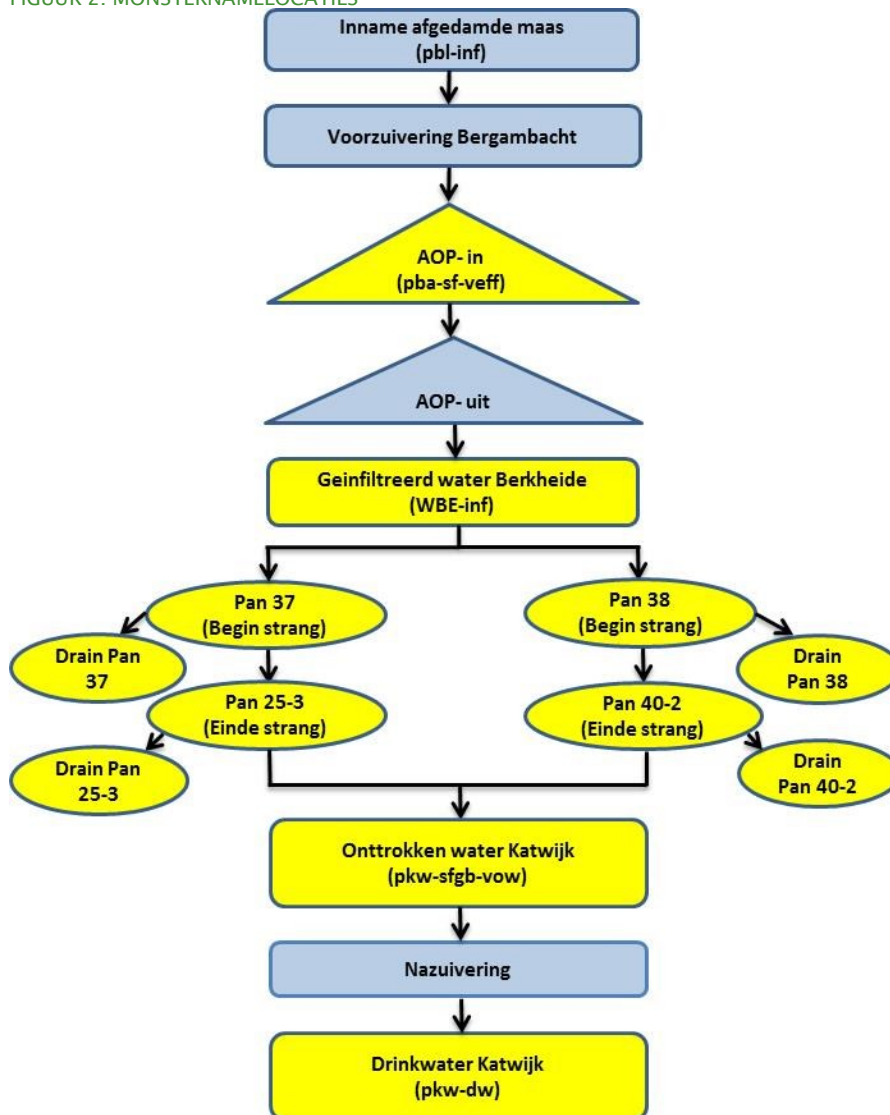 FIGUUR 2: MONSTERNAMELOCATIES
Inname afgedamde maas
(pbl-inf)
Voorzuivering Bergambacht
AOP- in
(pba-sf-veff)
AOP- uit
Geinfiltreerd water Berkheide
(WBE-inf)
Pan 37
(Begin strang)
Pan 38
(Begin strang)
Drain Pan
37
Drain
Pan 38
Pan 25-3
(Einde strang)
Pan 40-2
(Einde strang)
Drain Pan
25-3
Drain
Pan 40-2
Onttrokken water Katwijk
(pkw-sfgb-vow)
Nazuivering
Drinkwater Katwijk
(pkw-dw)